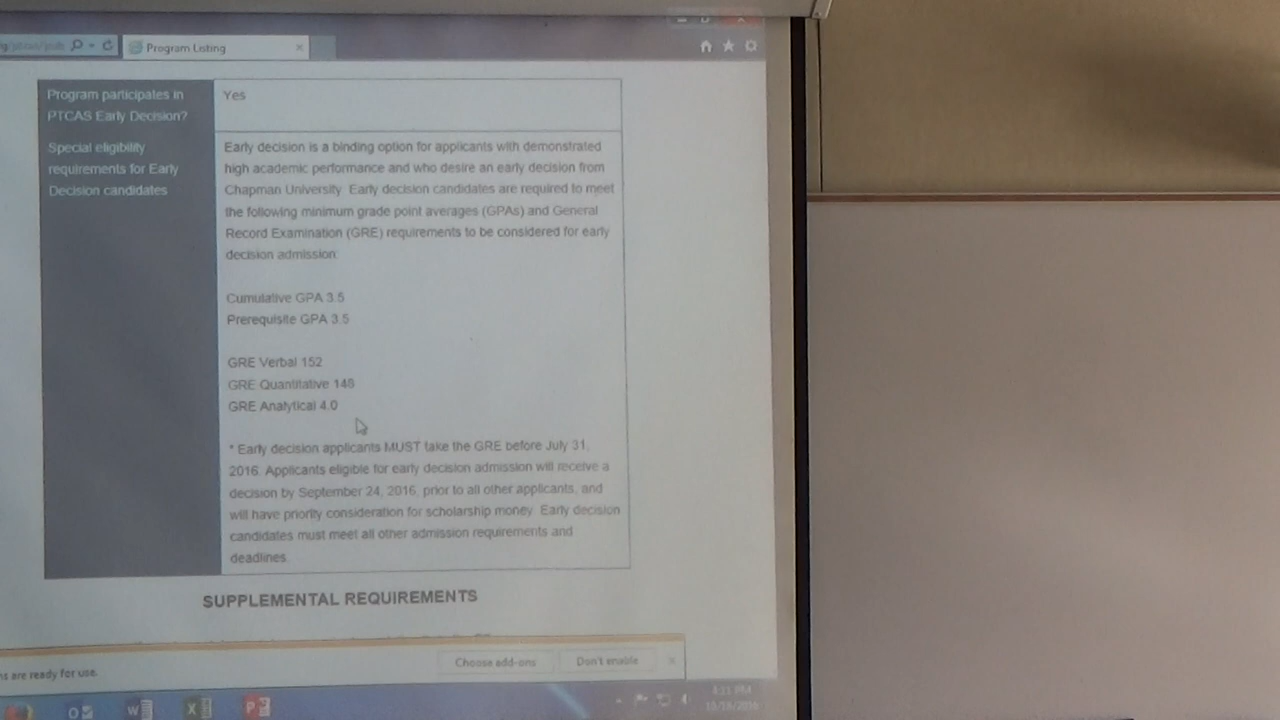 Program Listing
Program participates in
PTCAS Early Decision?
Yes
Special eligibility
requirements for Early
Decision candidates
Early decision is a binding option for applicants with demonstrated
high academic performance and who desire an early decision from
Chapman University. Early decision candidates are required to meet
the following minimum grade point averages (GPAs) and General
Record Examination (GRE) requirements to be considered for early
decision admission:
Cumulative GPA 3.5
Prerequisite GPA 3.5
GRE Verbal 152
GRE Quantitative 148
GRE Analytical 4.0
* Early decision applicants MUST take the GRE before July 31,
2016. Applicants eligible for early decision admission will receive a
decision by September 24, 2016, prior to all other applicants, and
will have priority consideration for scholarship money. Early decision
candidates must meet all other admission requirements and
deadlines.
SUPPLEMENTAL REQUIREMENTS
are ready for use.
Choose add-ons
Don't enable